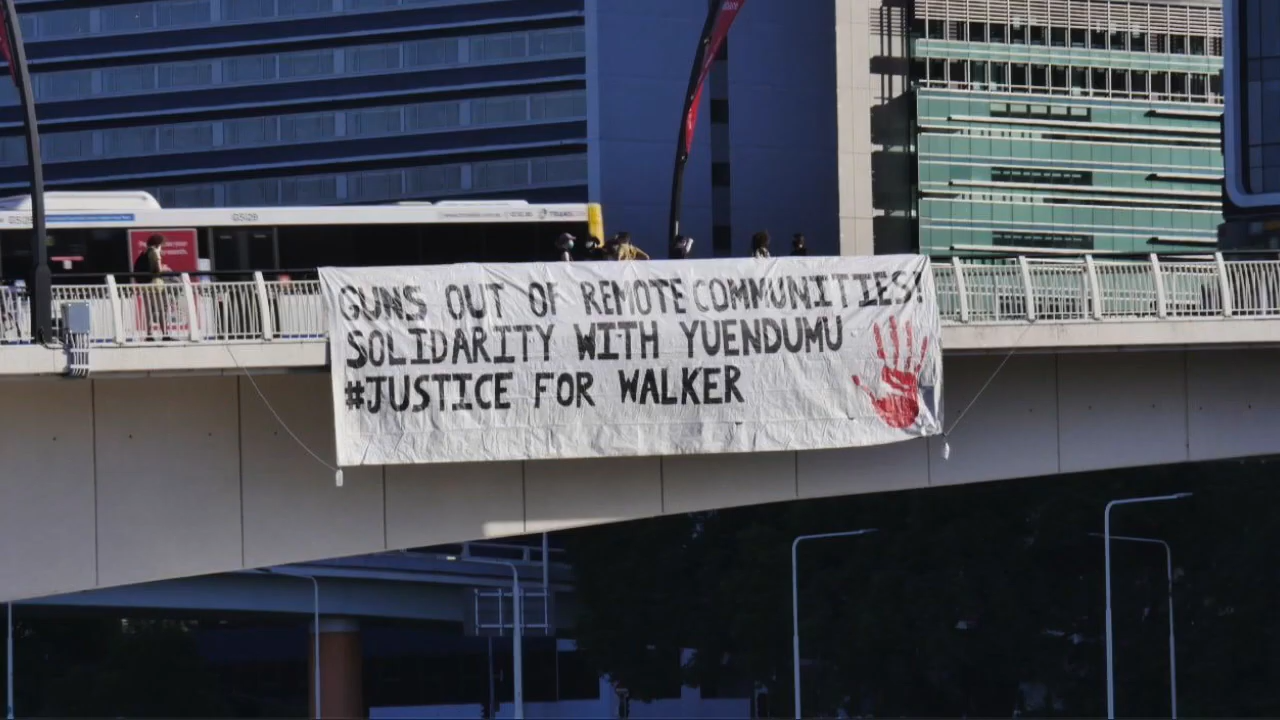 GUNS OUT OF REMOTE COMMUNITIES!
SOLIDARITY WITH YUENDUMU
#JUSTICE FOR WALKER